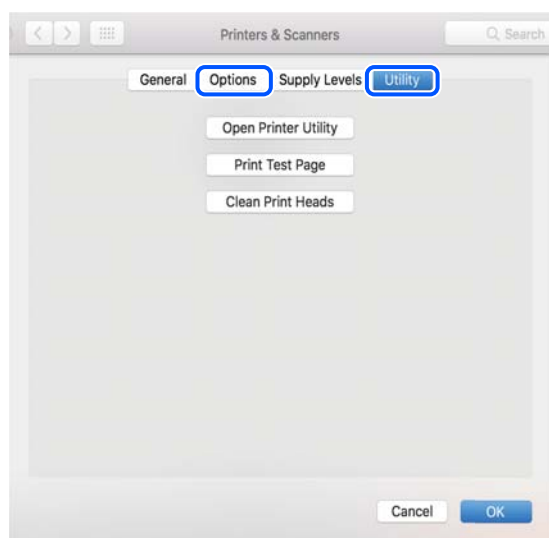 Printers & Scanners Search
General Options Supply Levels Utility
Open Printer Utility
Print Test Page
Clean Print Heads
Cancel OK